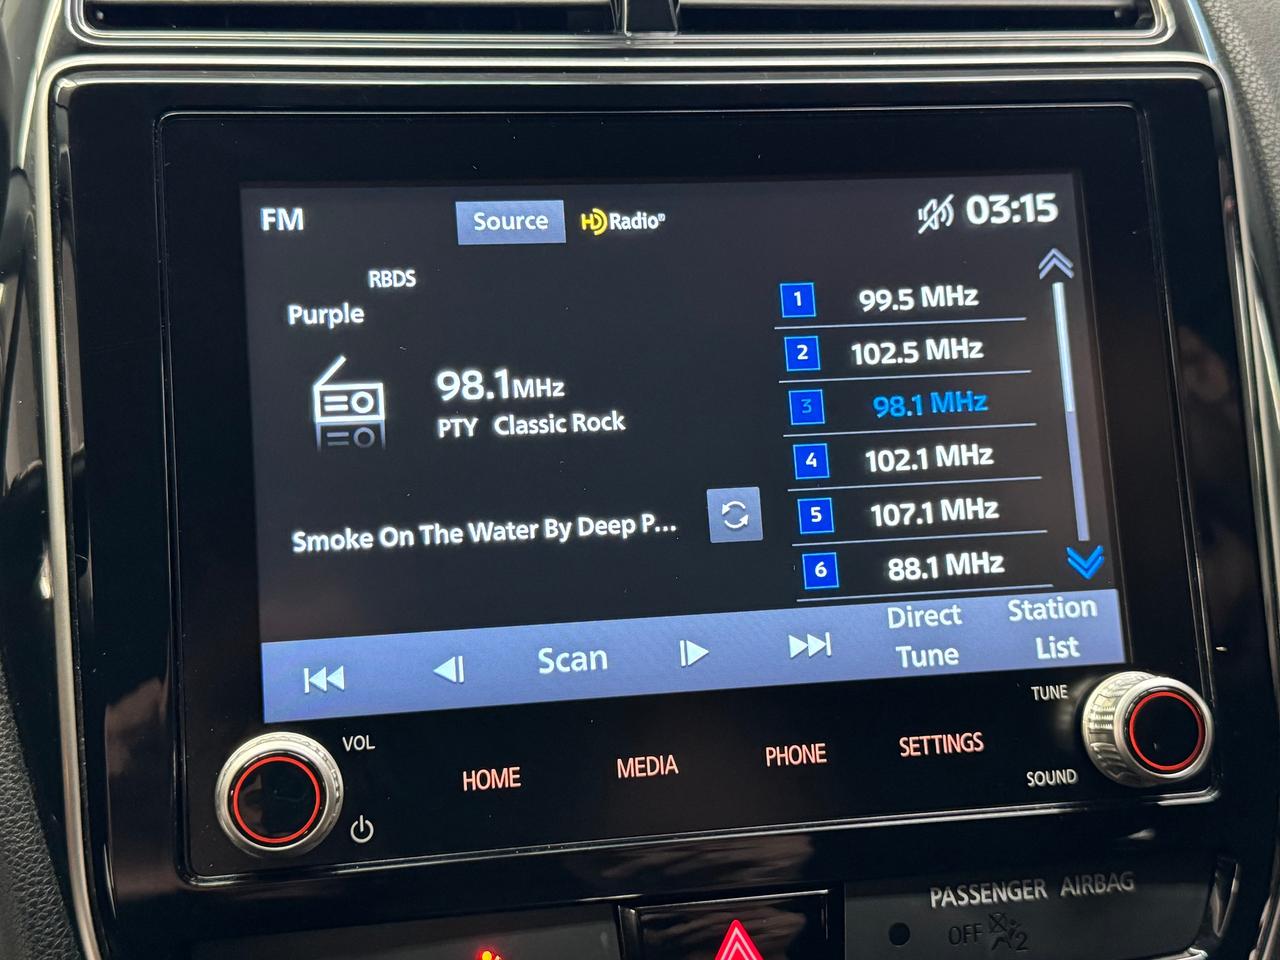 FM
Source
HD Radio®
03:15
RBDS
Purple
98.1MHz
PTY Classic Rock
Smoke On The Water By Deep P...
1 99.5 MHz
2 102.5 MHz
3 98.1 MHz
4 102.1 MHz
5 107.1 MHz
6 88.1 MHz
Scan
Direct
Tune
Station
List
VOL
HOME
MEDIA
PHONE
SETTINGS
TUNE
SOUND
PASSENGER AIRBAG
OFF 2